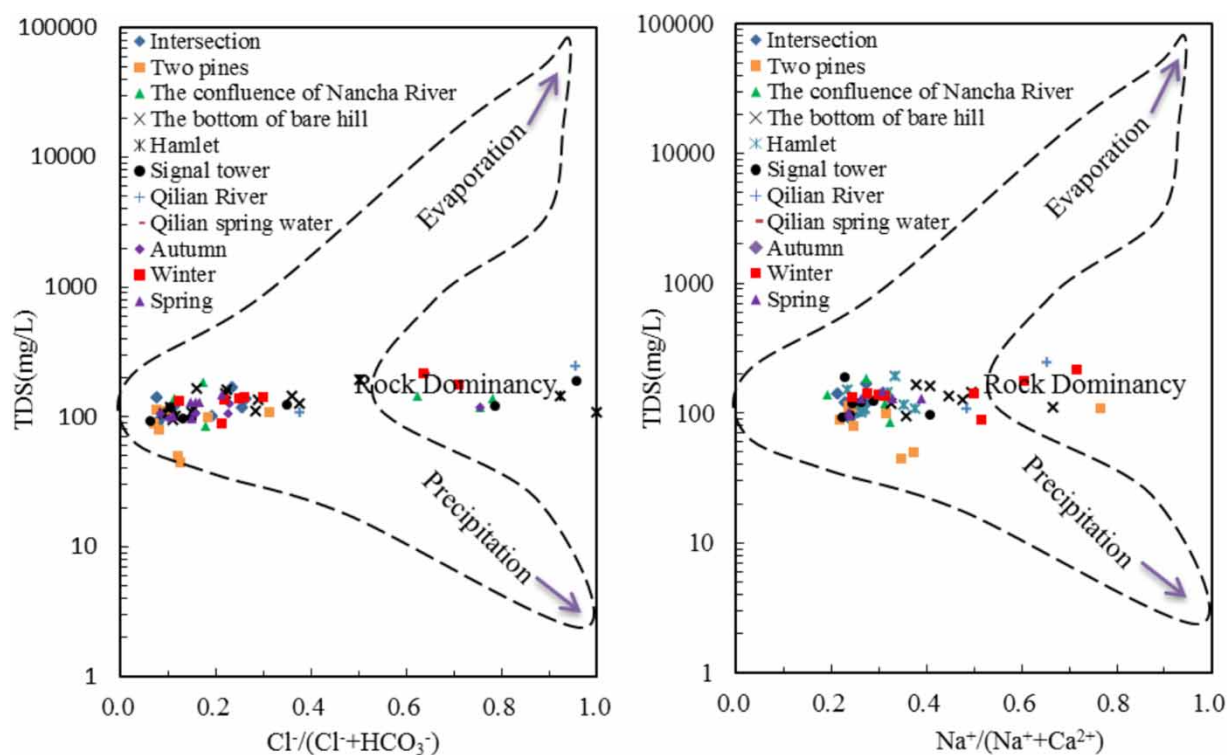 100000
10000
1000
100
10
1
TDS(mg/L)
Intersection
Two pines
The confluence of Nancha River
The bottom of bare hill
Hamlet
Signal tower
Qilian River
Qilian spring water
Autumn
Winter
Spring
Evaporation
Rock Dominancy
Precipitation
0.0 0.2 0.4 0.6 0.8 1.0
Cl⁻/(Cl⁻+HCO₃⁻)
100000
10000
1000
100
10
1
TDS(mg/L)
Intersection
Two pines
The confluence of Nancha River
The bottom of bare hill
Hamlet
Signal tower
Qilian River
Qilian spring water
Autumn
Winter
Spring
Evaporation
Rock Dominancy
Precipitation
0.0 0.2 0.4 0.6 0.8 1.0
Na⁺/(Na⁺+Ca²⁺)